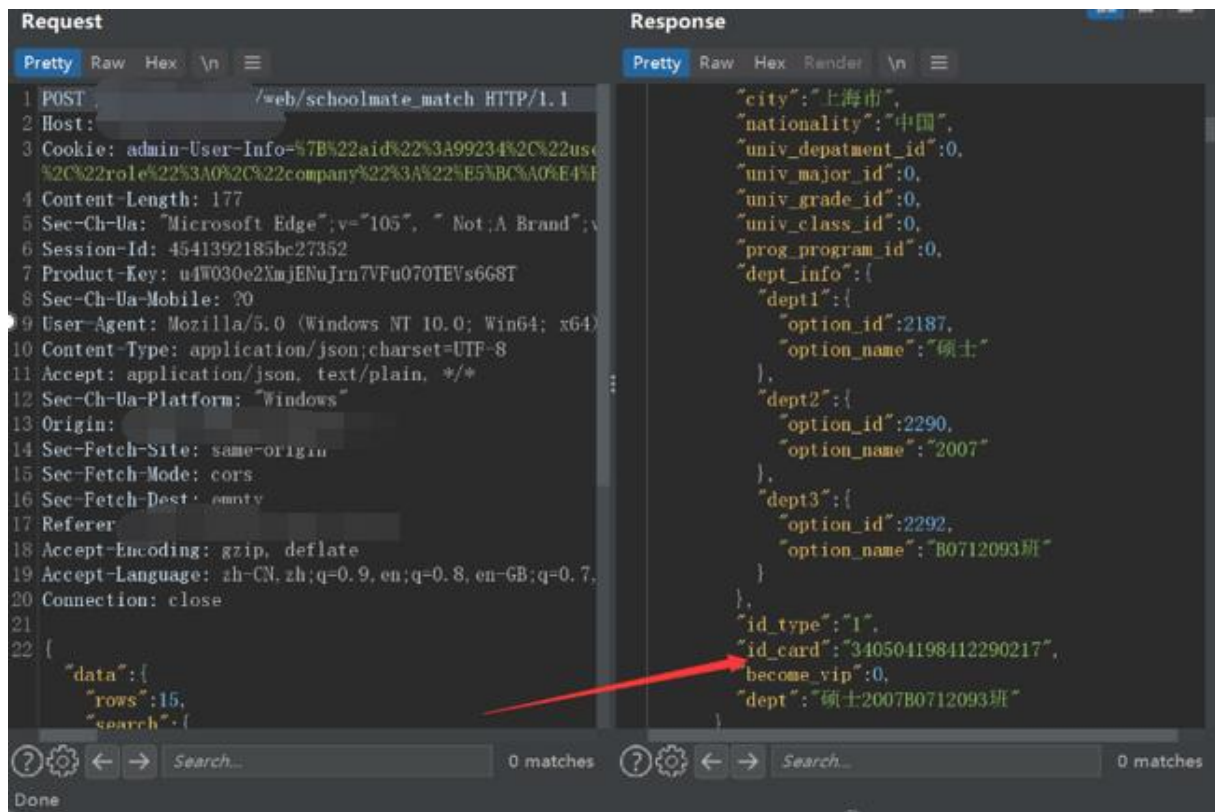 Request
Pretty Raw Hex \n
1 POST /web/schoolmate_match HTTP/1.1
2 Host:
3 Cookie: admin-User-Info=%7B%22aid%22%3A99234%2C%22use
%2C%22role%22%3A0%2C%22company%22%3A%22%E5%BC%A0%E4%
4 Content-Length: 177
5 Sec-Ch-Ua: "Microsoft Edge";v="105", " Not;A Brand";v
6 Session-Id: 4541392185bc27352
7 Product-Key: u4W030e2XmjENuJrn7VFu070TEVs6G8T
8 Sec-Ch-Ua-Mobile: ?0
9 User-Agent: Mozilla/5.0 (Windows NT 10.0; Win64; x64)
10 Content-Type: application/json;charset=UTF-8
11 Accept: application/json, text/plain, */*
12 Sec-Ch-Ua-Platform: "Windows"
13 Origin:
14 Sec-Fetch-Site: same-origin
15 Sec-Fetch-Mode: cors
16 Sec-Fetch-Dest: empty
17 Referer
18 Accept-Encoding: gzip, deflate
19 Accept-Language: zh-CN,zh;q=0.9,en;q=0.8,en-GB;q=0.7,
20 Connection: close
21
22 {
"data":{
"rows":15,
"search":{
Search...
0 matches
Done
Response
Pretty Raw Hex Render \n
"city":"上海市",
"nationality":"中国",
"univ_depatment_id":0,
"univ_major_id":0,
"univ_grade_id":0,
"univ_class_id":0,
"prog_program_id":0,
"dept_info":{
"dept1":{
"option_id":2187,
"option_name":"硕士"
},
"dept2":{
"option_id":2290,
"option_name":"2007"
},
"dept3":{
"option_id":2292,
"option_name":"B0712093班"
}
},
"id_type":"1",
"id_card":"340504198412290217",
"become_vip":0,
"dept":"硕士2007B0712093班"
}
Search...
0 matches